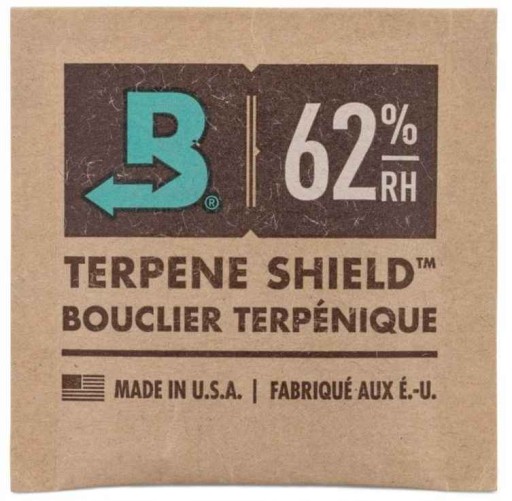 B®
62% RH
TERPENE SHIELD™
BOUCLIER TERPÉNIQUE
MADE IN U.S.A. | FABRIQUÉ AUX É.-U.